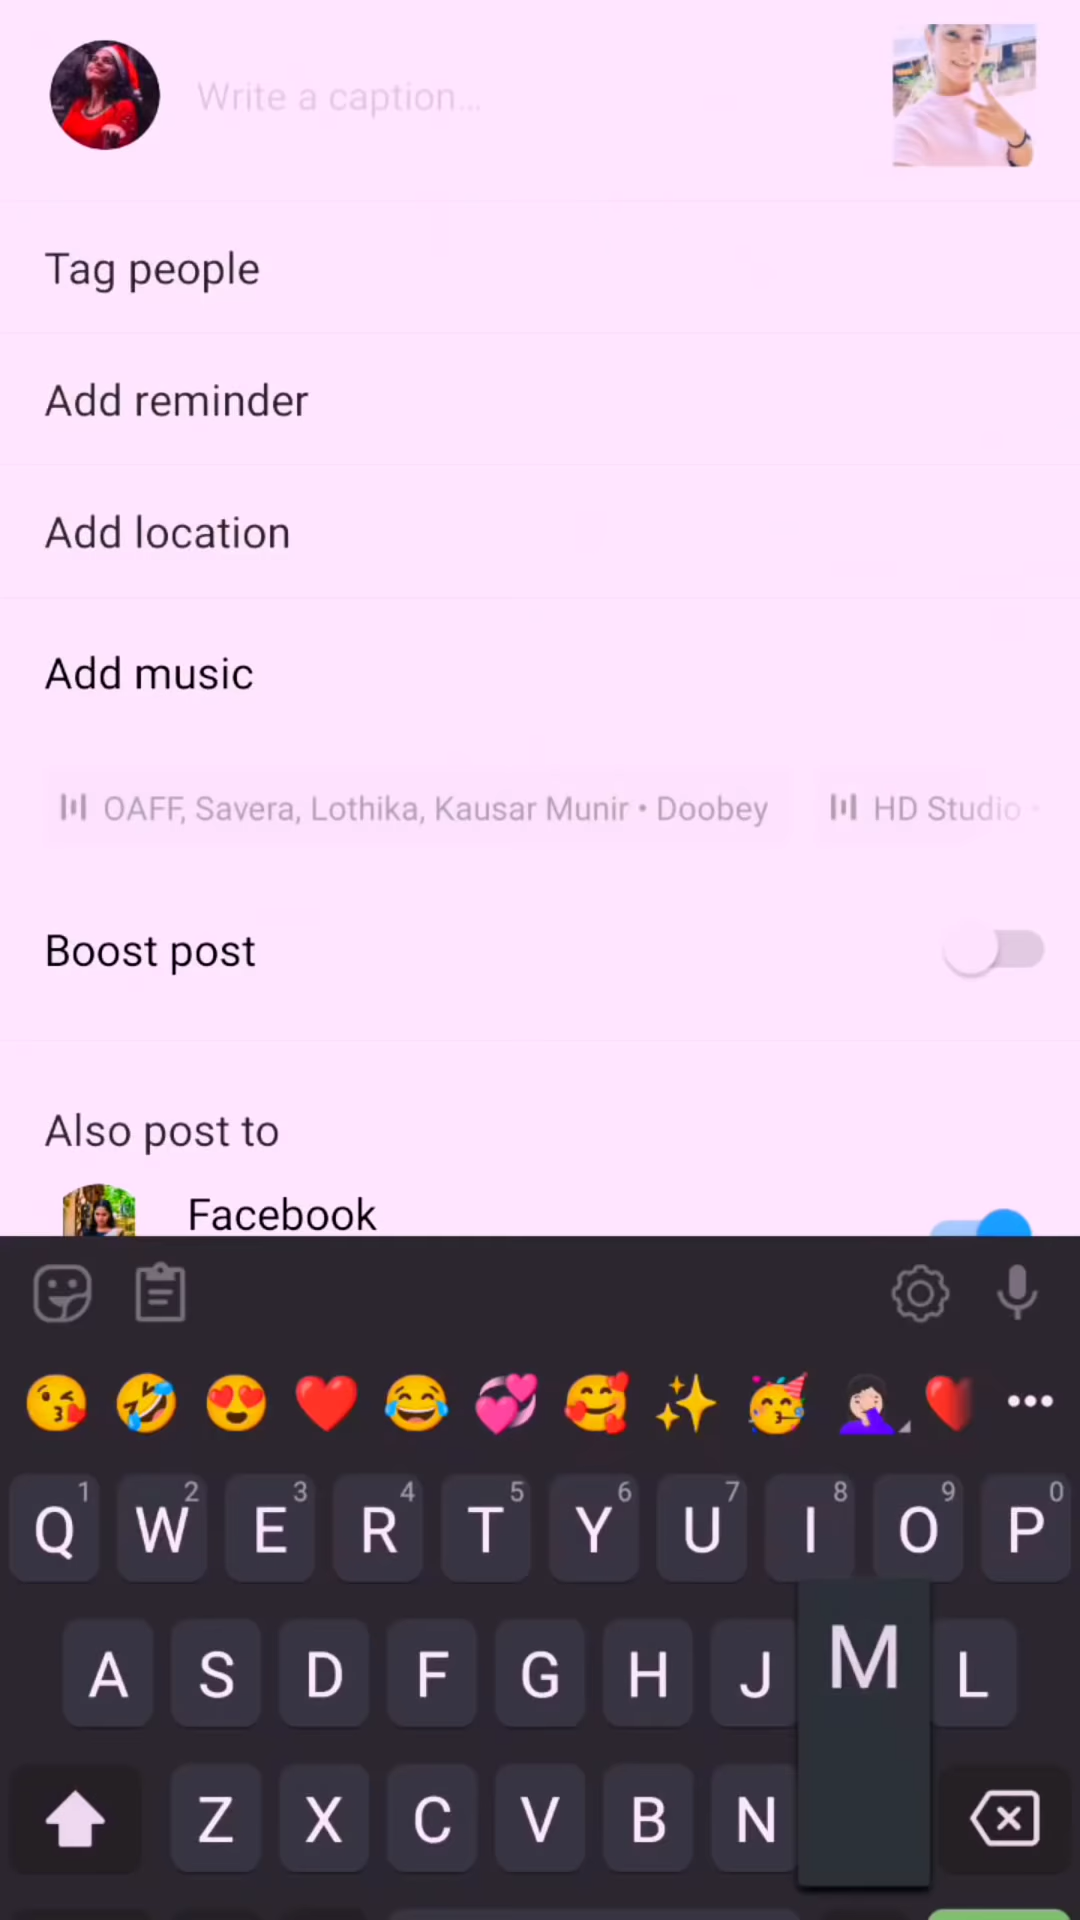 Write a caption...
Tag people
Add reminder
Add location
Add music
OAFF, Savera, Lothika, Kausar Munir • Doobey
HD Studio
Boost post
Also post to
Facebook
1 2 3 4 5 6 7 8 9 0
Q W E R T Y U I O P
A S D F G H J M L
Z X C V B N